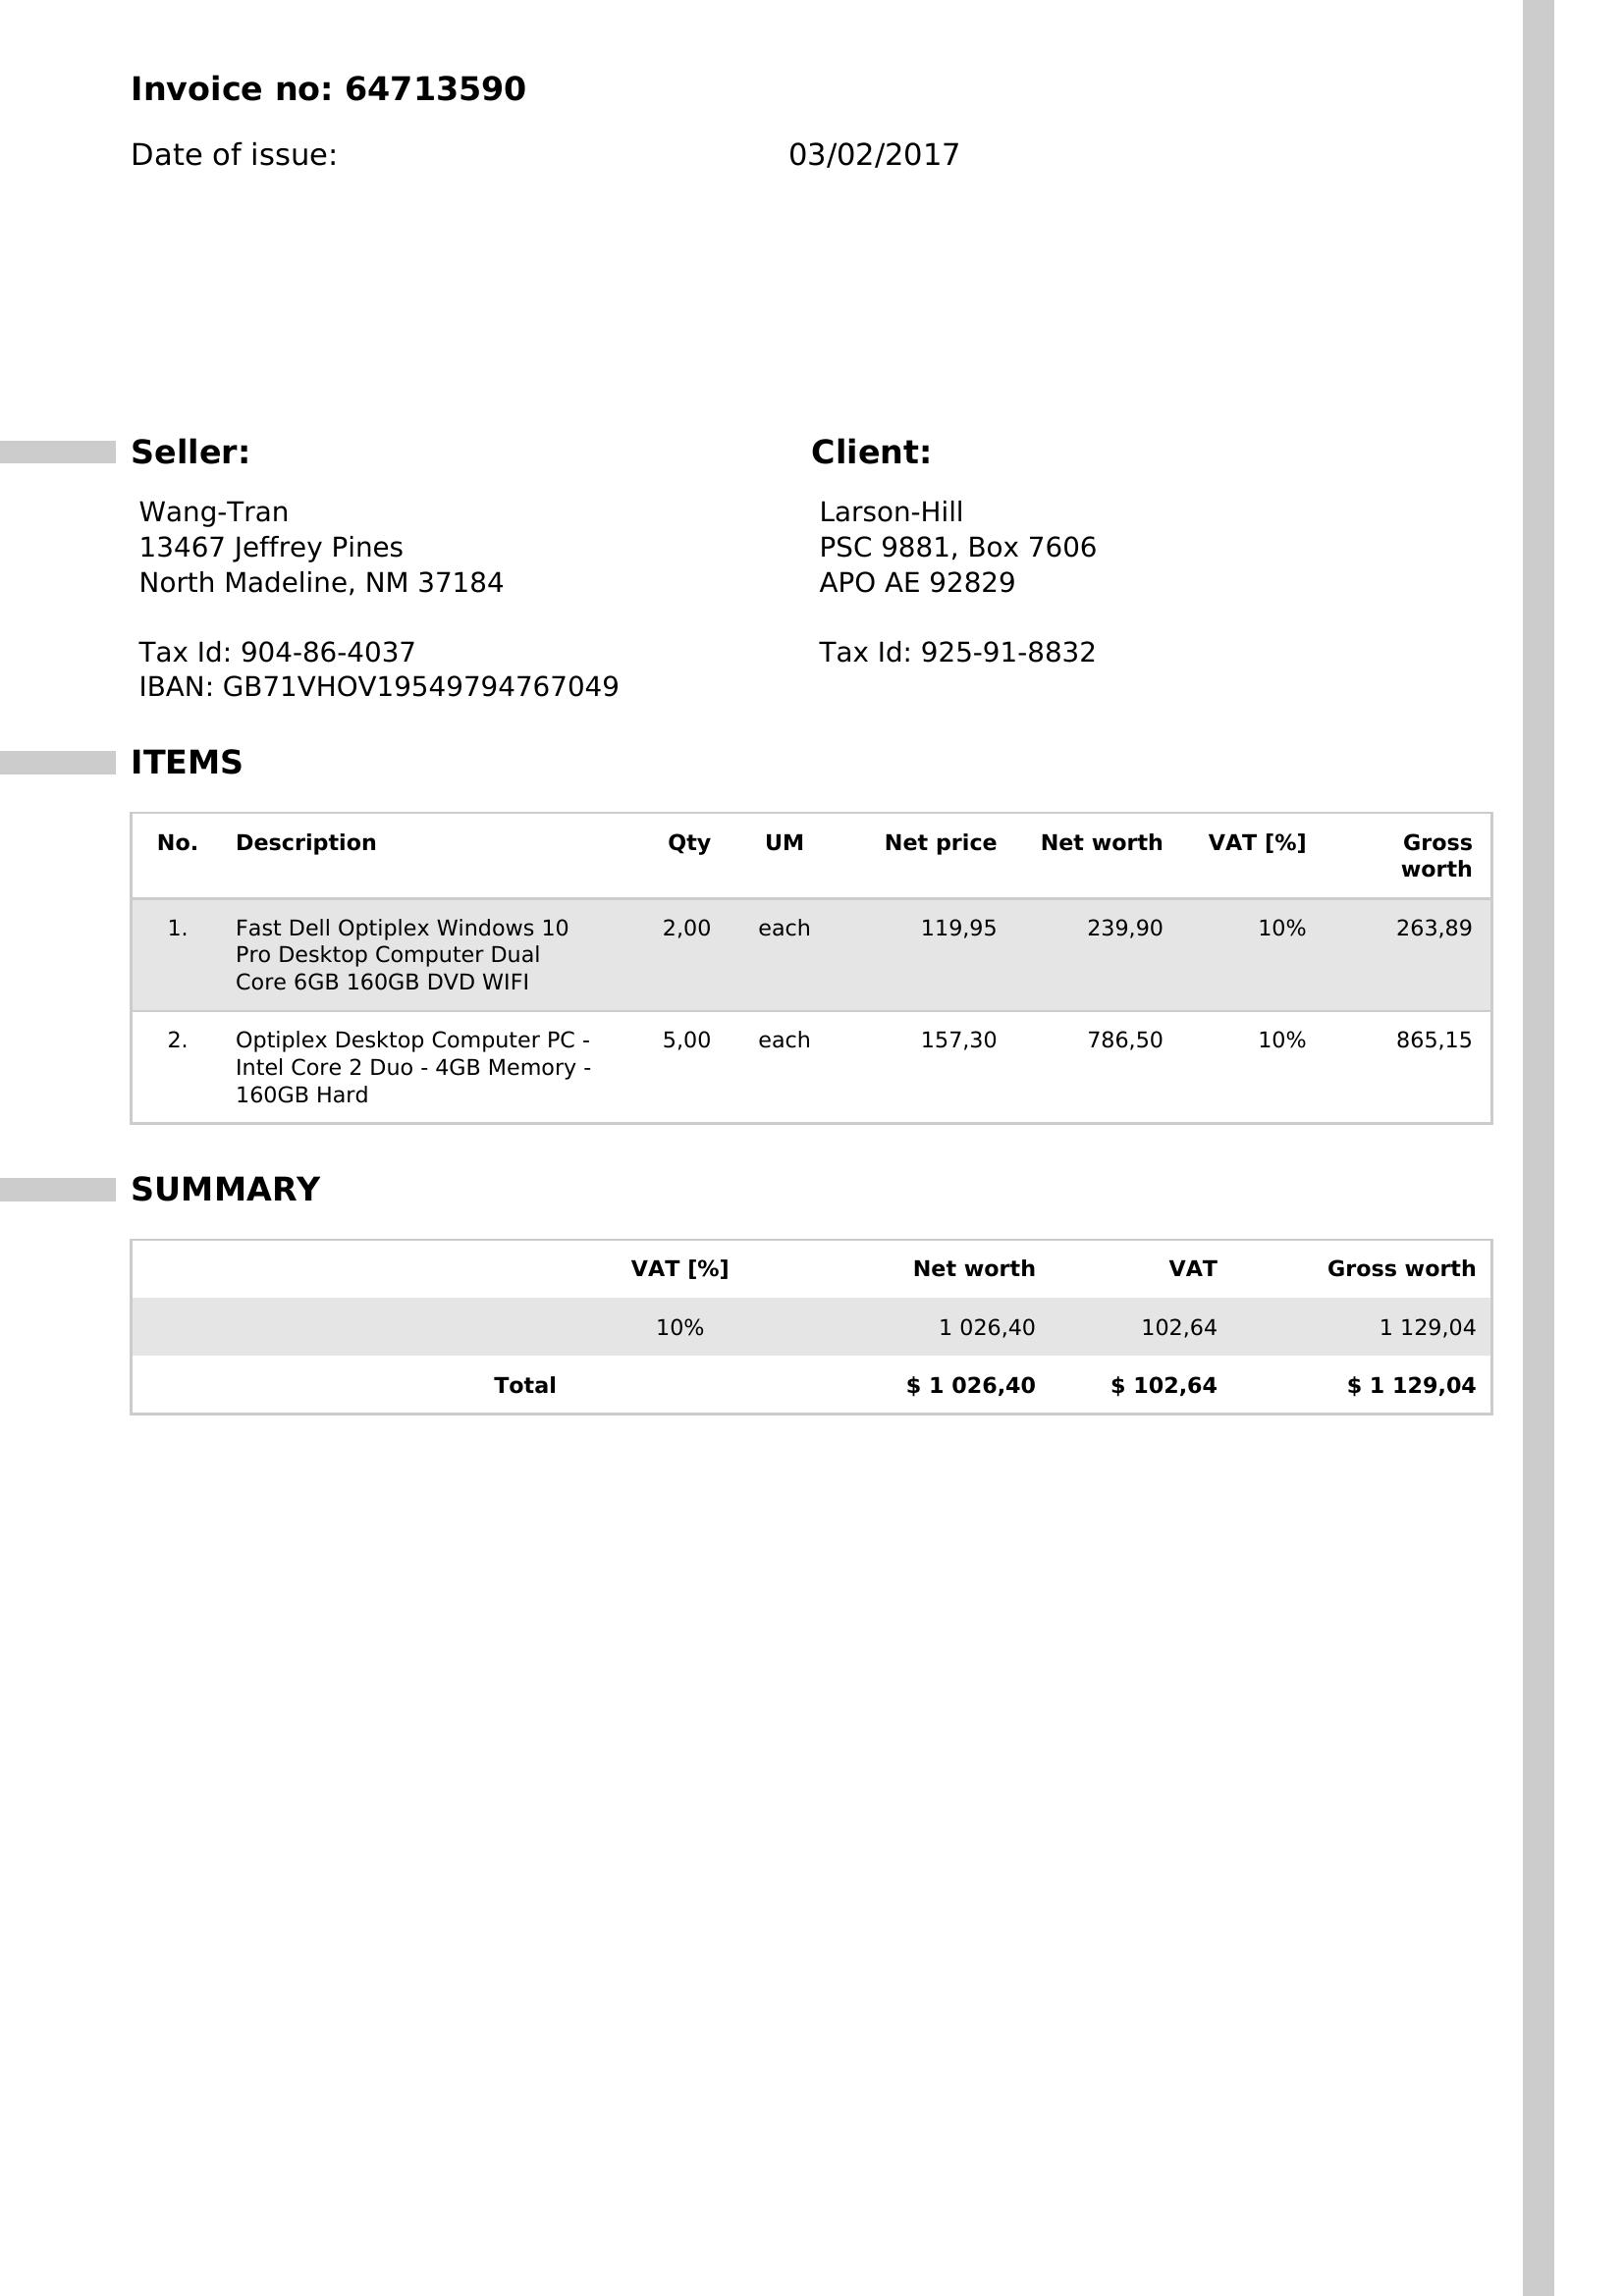 Invoice no: 64713590
Date of issue: 03/02/2017
Seller:
Wang-Tran
13467 Jeffrey Pines
North Madeline, NM 37184
Tax Id: 904-86-4037
IBAN: GB71VHOV19549794767049
Client:
Larson-Hill
PSC 9881, Box 7606
APO AE 92829
Tax Id: 925-91-8832
ITEMS
No. Description Qty UM Net price Net worth VAT [%] Gross
worth
1. Fast Dell Optiplex Windows 10 2,00 each 119,95 239,90 10% 263,89
Pro Desktop Computer Dual
Core 6GB 160GB DVD WIFI
2. Optiplex Desktop Computer PC - 5,00 each 157,30 786,50 10% 865,15
Intel Core 2 Duo - 4GB Memory -
160GB Hard
SUMMARY
VAT [%] Net worth VAT Gross worth
10% 1 026,40 102,64 1 129,04
Total $ 1 026,40 $ 102,64 $ 1 129,04